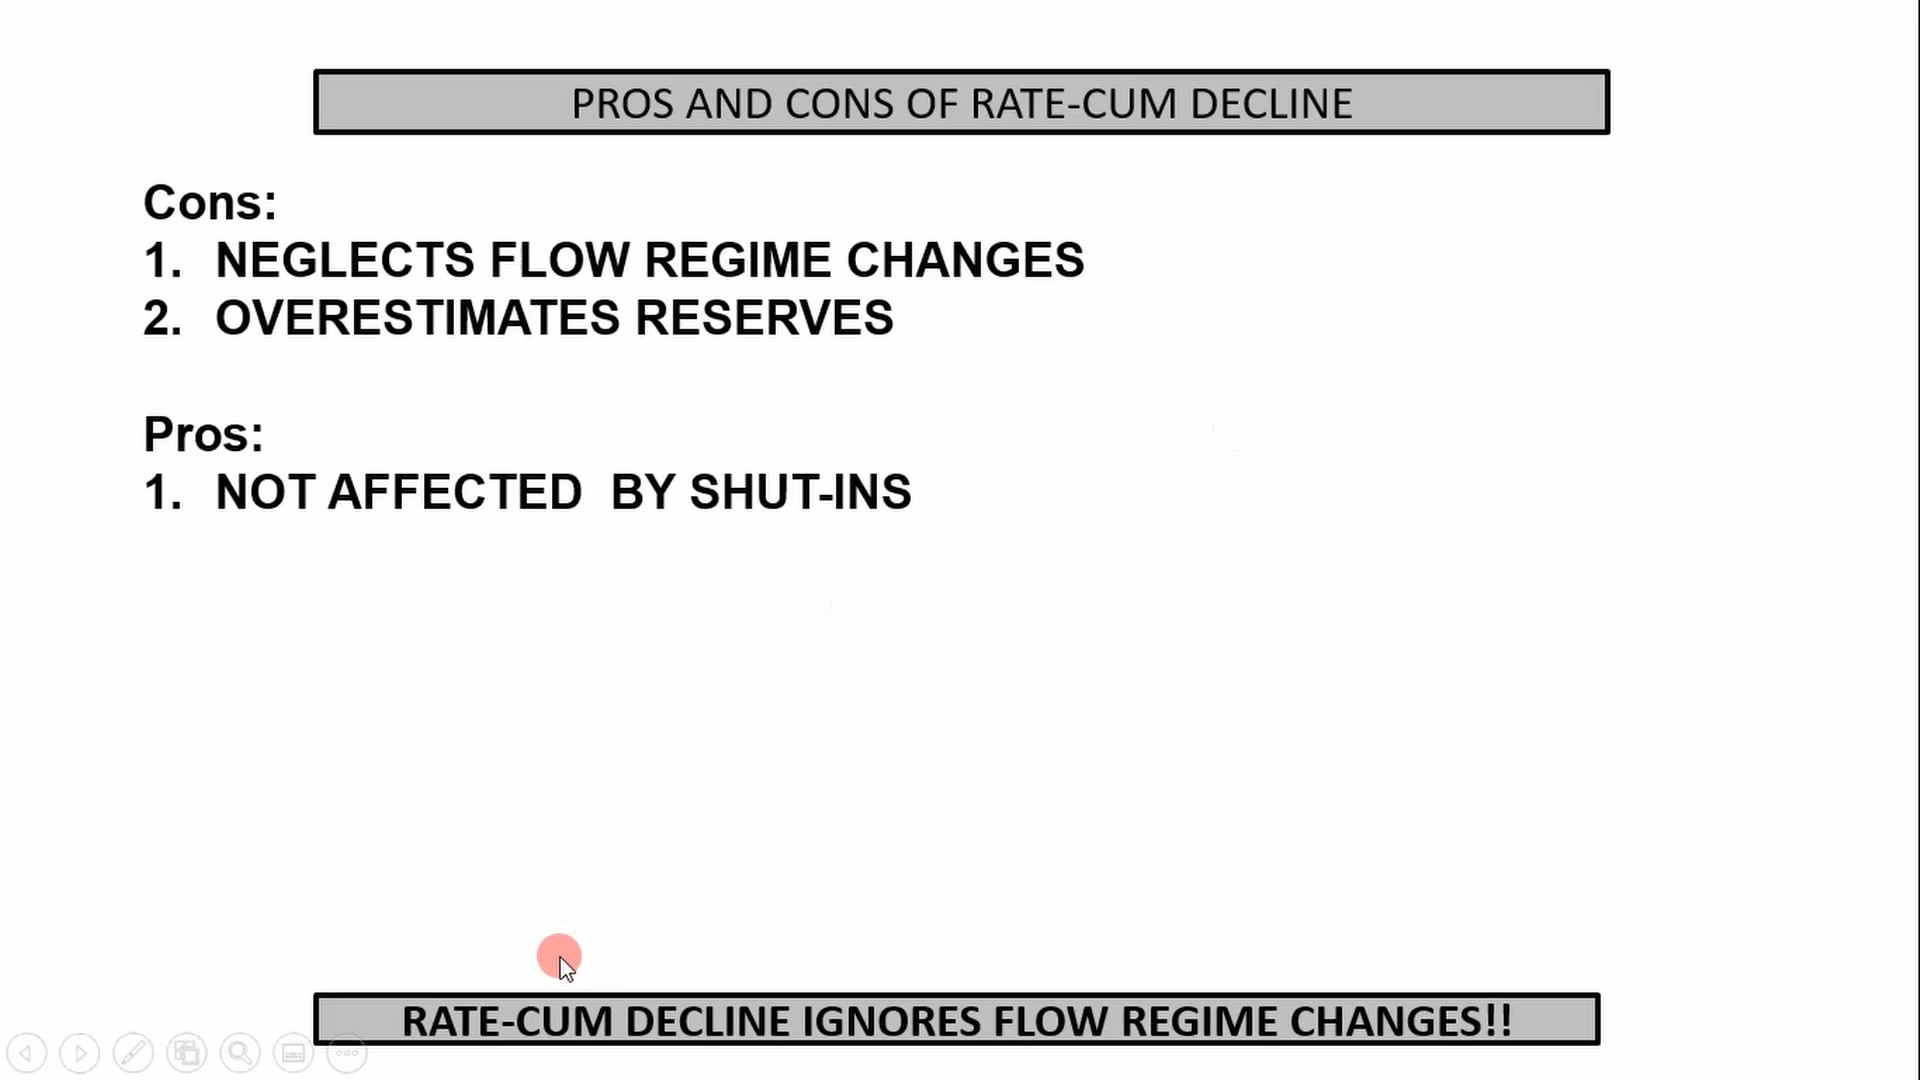 PROS AND CONS OF RATE-CUM DECLINE
Cons:
1. NEGLECTS FLOW REGIME CHANGES
2. OVERESTIMATES RESERVES
Pros:
1. NOT AFFECTED  BY SHUT-INS
RATE-CUM DECLINE IGNORES FLOW REGIME CHANGES!!